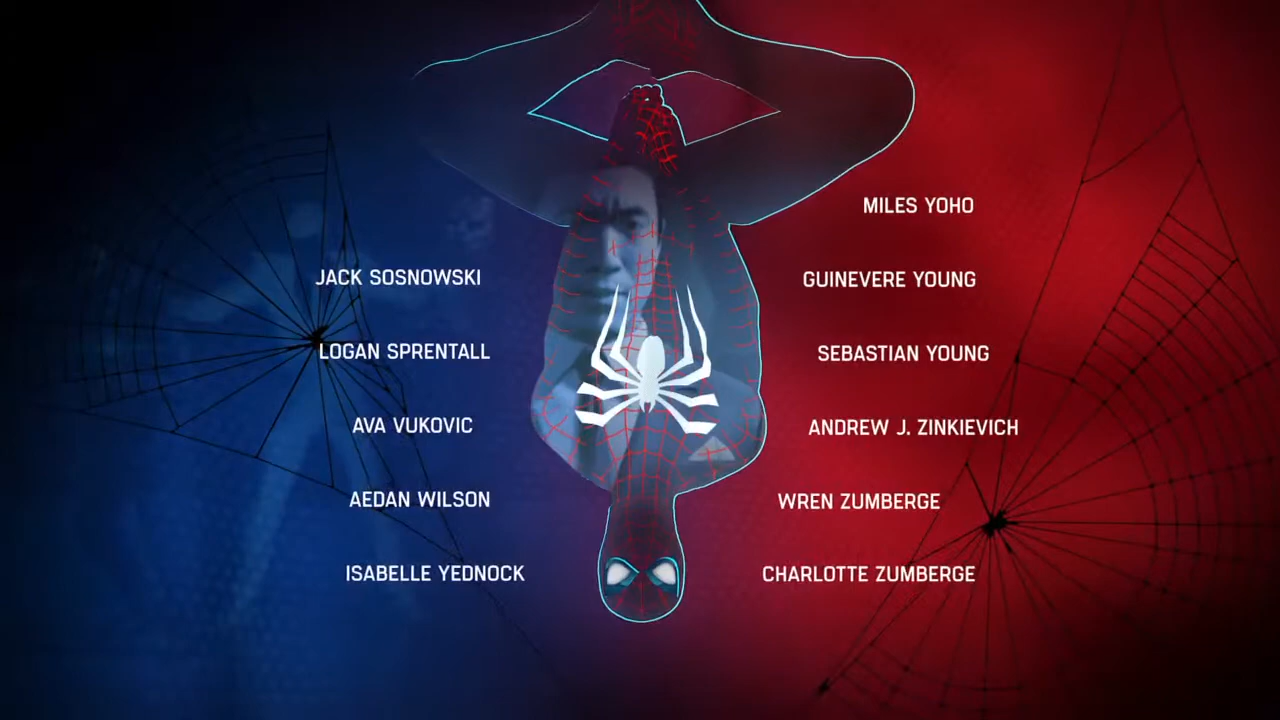 JACK SOSNOWSKI
LOGAN SPRENTALL
AVA VUKOVIC
AEDAN WILSON
ISABELLE YEDNOCK
MILES YOHO
GUINEVERE YOUNG
SEBASTIAN YOUNG
ANDREW J. ZINKIEVICH
WREN ZUMBERGE
CHARLOTTE ZUMBERGE